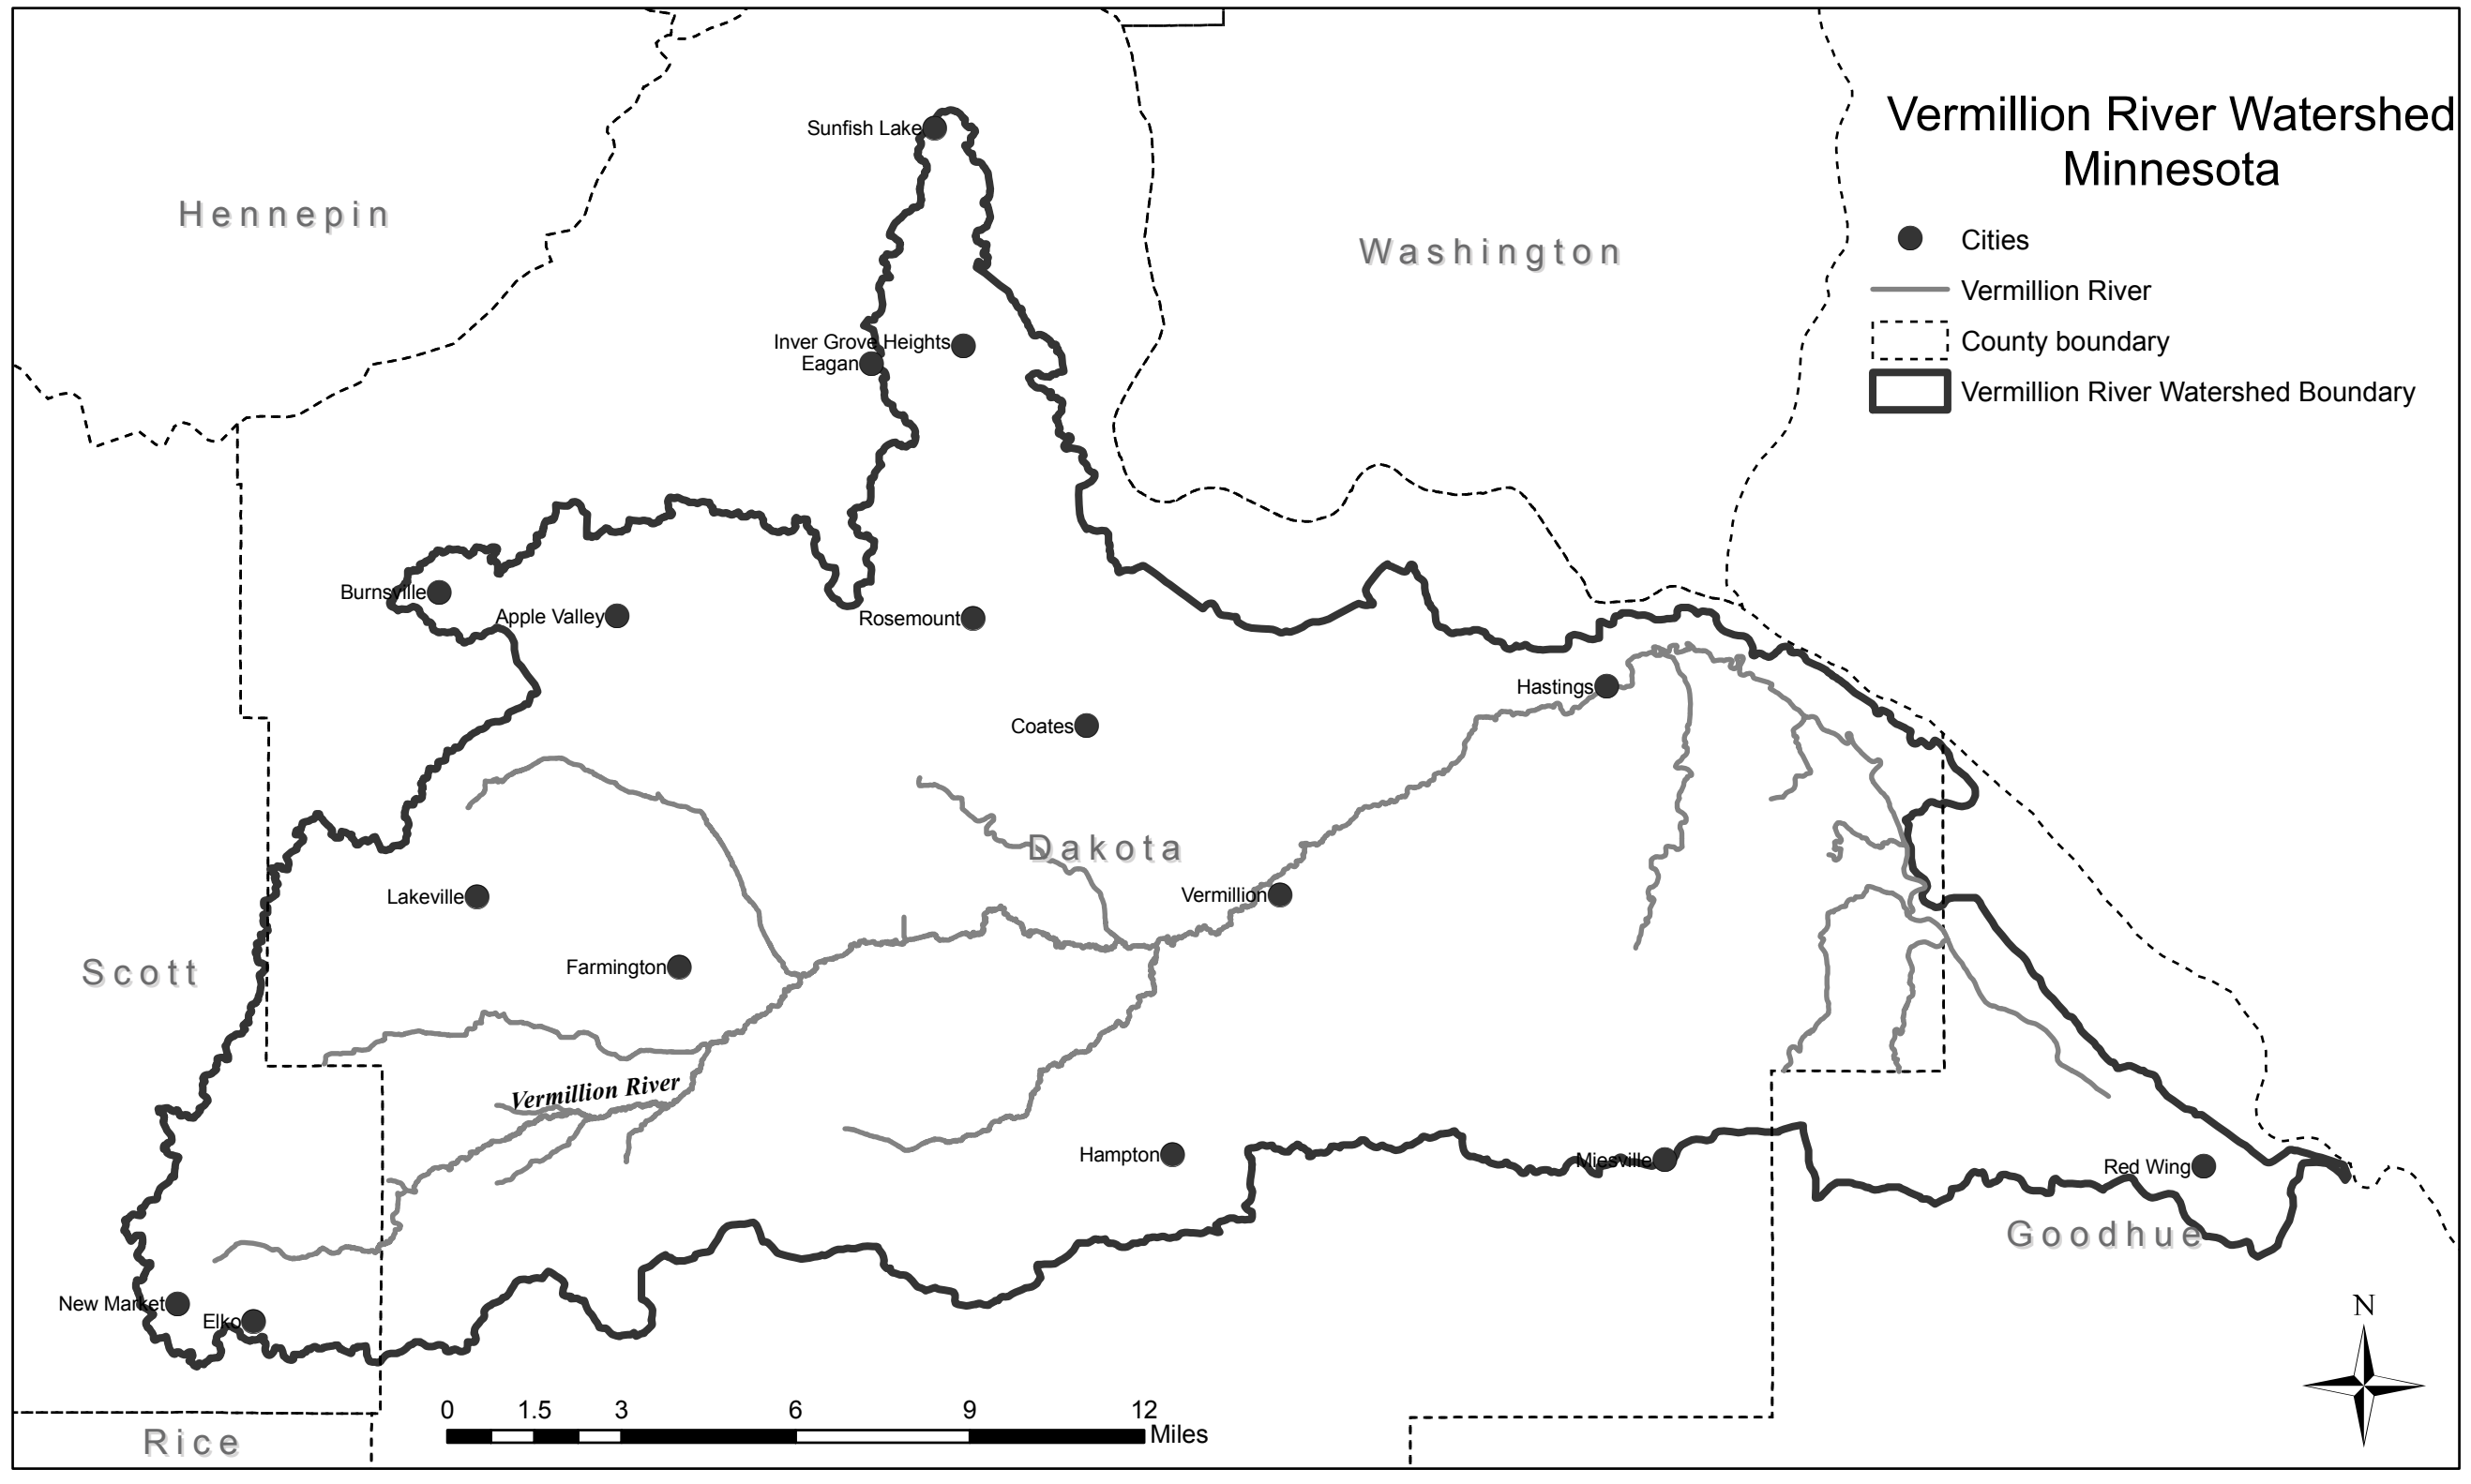 Vermillion River Watershed
Minnesota
Cities
Vermillion River
County boundary
Vermillion River Watershed Boundary
Sunfish Lake
Hennepin
Washington
Inver Grove Heights
Eagan
Burnsville
Apple Valley
Rosemount
Hastings
Coates
Dakota
Lakeville
Vermillion
Farmington
Scott
Vermillion River
Hampton
Miesville
Red Wing
Goodhue
New Market
Elko
N
0 1.5 3 6 9 12
Miles
Rice